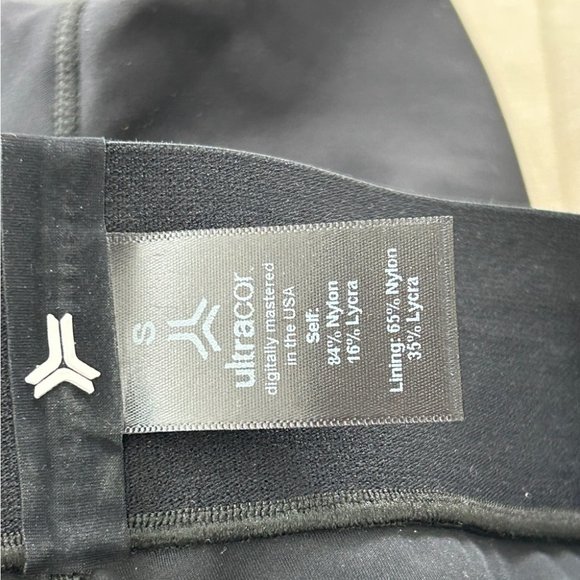 S
ultracor
digitally mastered
in the USA
Self:
84% Nylon
16% Lycra
Lining: 65% Nylon
35% Lycra